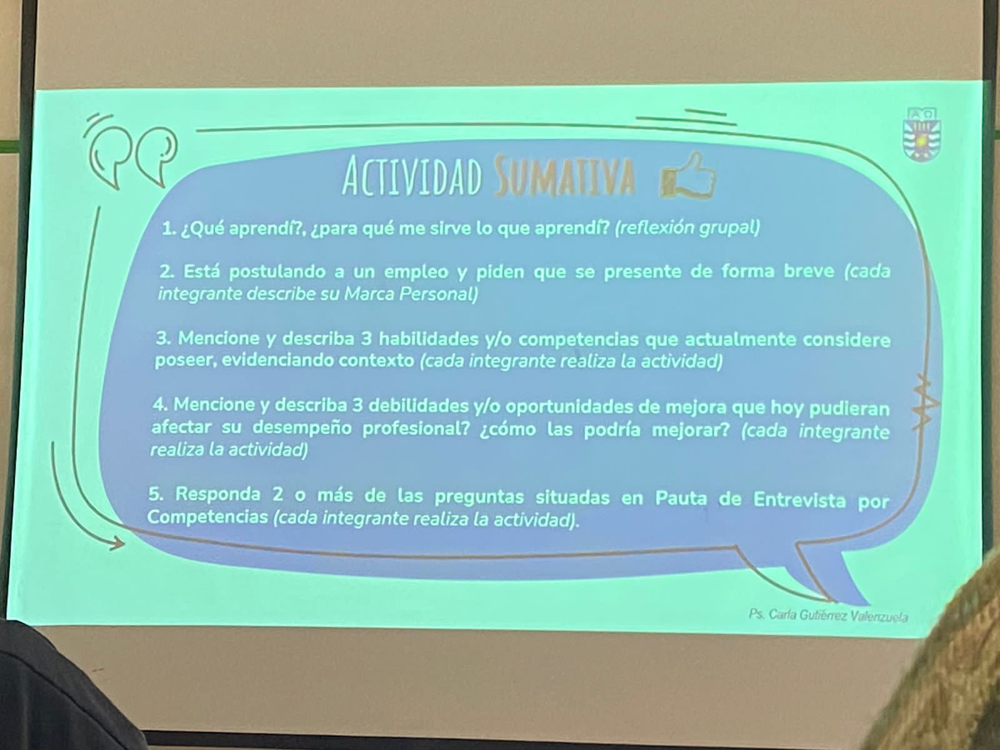 ACTIVIDAD SUMATIVA
1. ¿Qué aprendí?, ¿para qué me sirve lo que aprendí? (reflexión grupal)
2. Está postulando a un empleo y piden que se presente de forma breve (cada
integrante describe su Marca Personal)
3. Mencione y describa 3 habilidades y/o competencias que actualmente considere
poseer, evidenciando contexto (cada integrante realiza la actividad)
4. Mencione y describa 3 debilidades y/o oportunidades de mejora que hoy pudieran
afectar su desempeño profesional? ¿cómo las podría mejorar? (cada integrante
realiza la actividad)
5. Responda 2 o más de las preguntas situadas en Pauta de Entrevista por
Competencias (cada integrante realiza la actividad).
Ps. Carla Gutiérrez Valenzuela